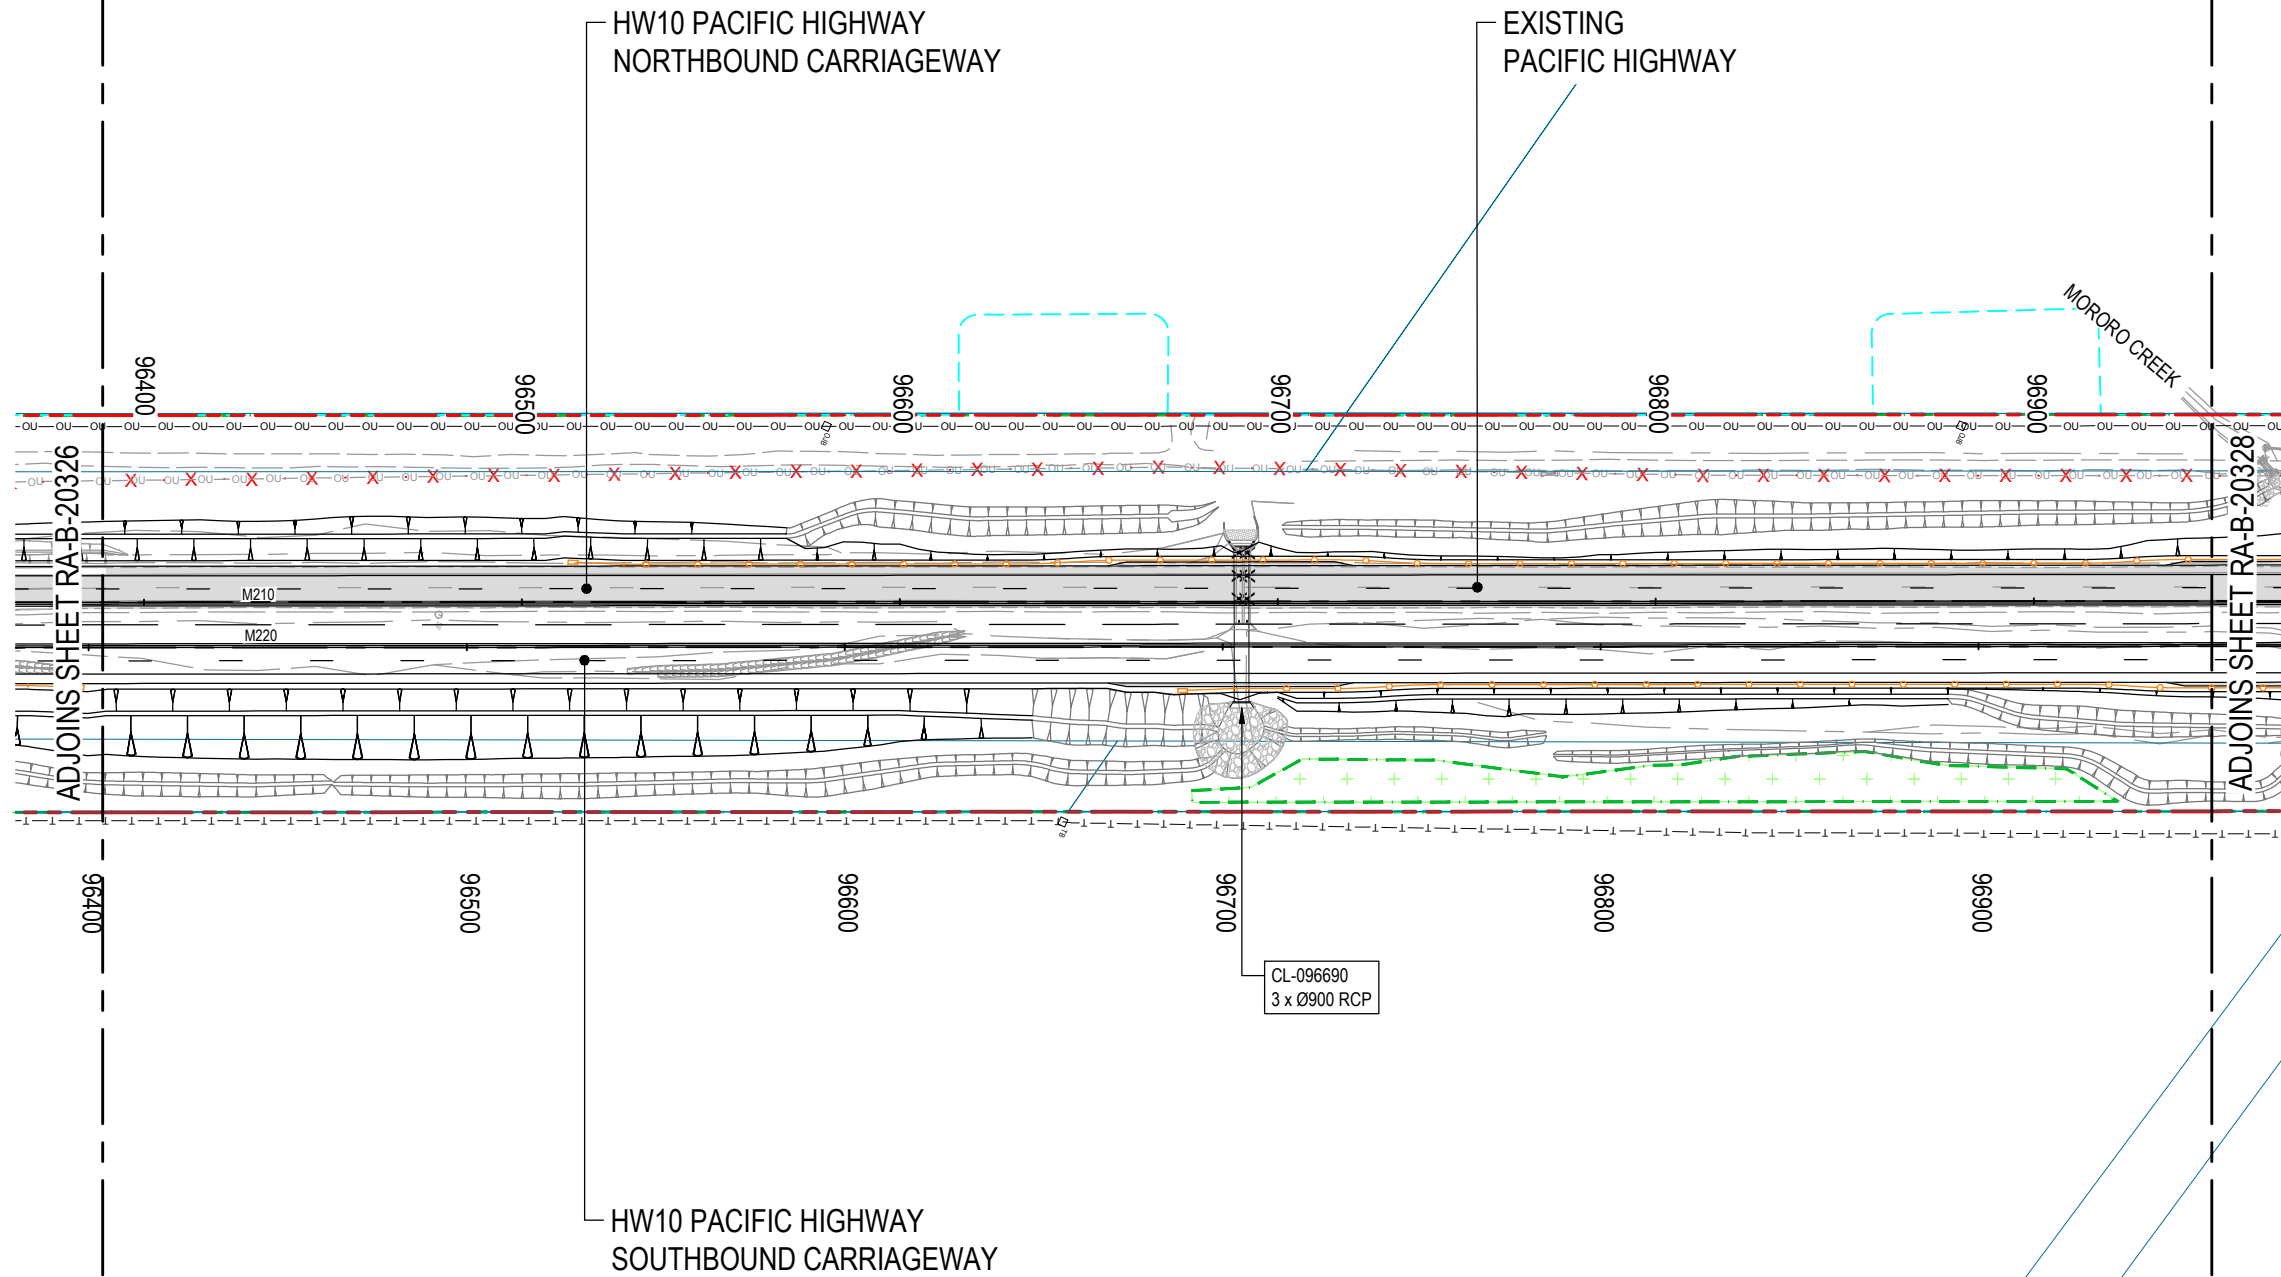 HW10 PACIFIC HIGHWAY
NORTHBOUND CARRIAGEWAY
EXISTING
PACIFIC HIGHWAY
MORORO CREEK
96400
96500
96600
96700
96800
96900
ADJOINS SHEET RA-B-20326
ADJOINS SHEET RA-B-20328
M210
M220
96400
96500
96600
96700
96800
96900
CL-096690
3 x Ø900 RCP
HW10 PACIFIC HIGHWAY
SOUTHBOUND CARRIAGEWAY